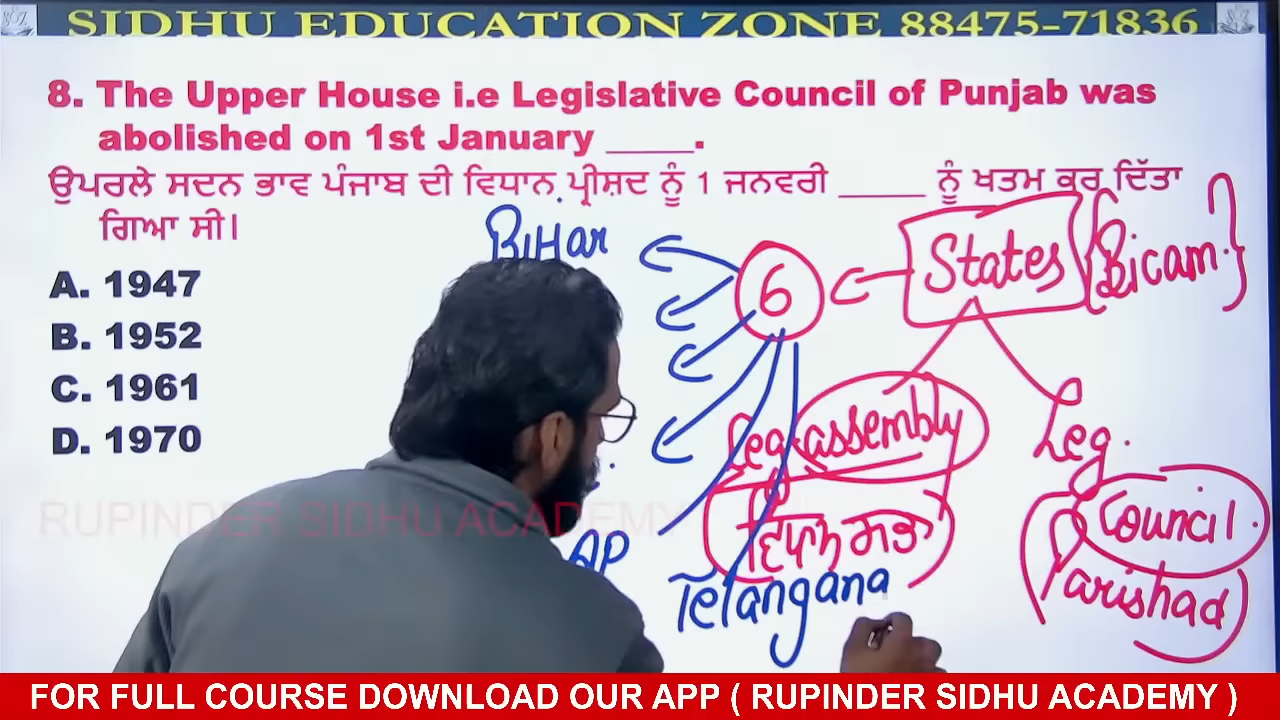 SIDHU EDUCATION ZONE 88475-71836
8. The Upper House i.e Legislative Council of Punjab was
abolished on 1st January ____.
ਉਪਰਲੇ ਸਦਨ ਭਾਵ ਪੰਜਾਬ ਦੀ ਵਿਧਾਨ ਪ੍ਰੀਸ਼ਦ ਨੂੰ 1 ਜਨਵਰੀ _____ ਨੂੰ ਖਤਮ ਕਰ ਦਿੱਤਾ
ਗਿਆ ਸੀ।
A. 1947
B. 1952
C. 1961
D. 1970
BiHar
6
States
{Bicam.}
Leg. assembly
(ਵਿਧਾਨ ਸਭਾ)
Leg.
Council.
(Parishad)
AP
Telangana
RUPINDER SIDHU ACADEMY
FOR FULL COURSE DOWNLOAD OUR APP ( RUPINDER SIDHU ACADEMY )